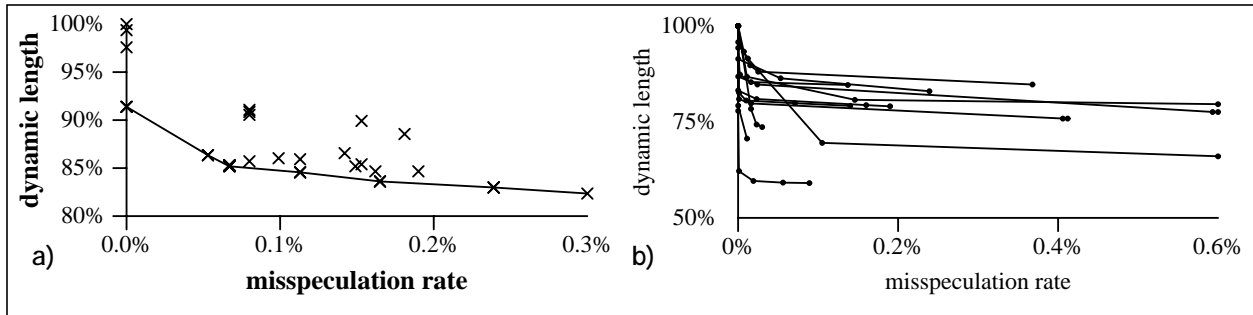 100%
95%
90%
85%
80%
dynamic length
0.0%
0.1%
0.2%
0.3%
misspeculation rate
a)
100%
75%
50%
dynamic length
0%
0.2%
0.4%
0.6%
misspeculation rate
b)